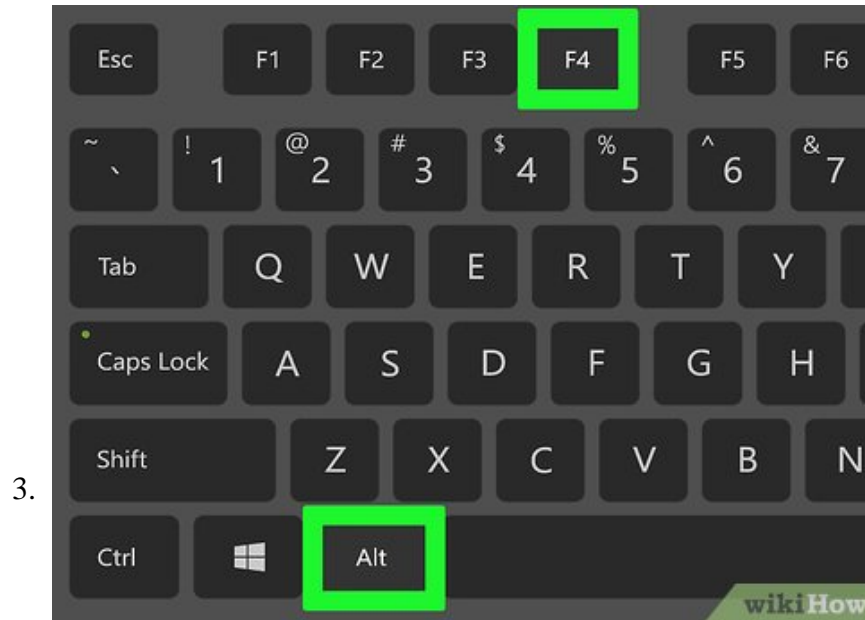 Esc F1 F2 F3 F4 F5 F6
~ ! @ # $ % ^ &
` 1 2 3 4 5 6 7
Tab Q W E R T Y
Caps Lock A S D F G H
Shift Z X C V B N
3.
Ctrl Alt
wikiHow